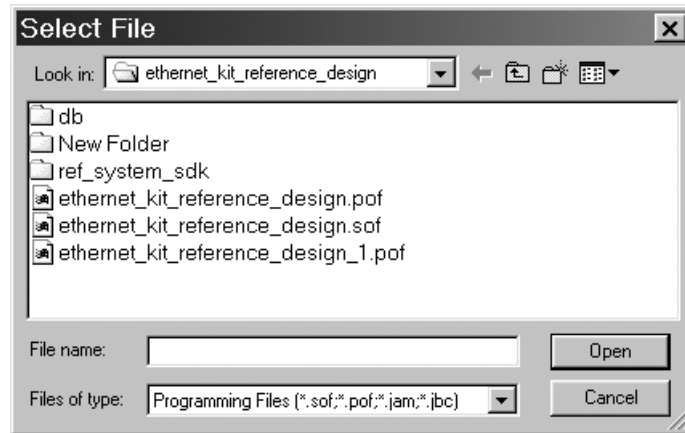 Select File
Look in: ethernet_kit_reference_design
db
New Folder
ref_system_sdk
ethernet_kit_reference_design.pof
ethernet_kit_reference_design.sof
ethernet_kit_reference_design_1.pof
File name: Open
Files of type: Programming Files (*.sof;*.pof;*.jam;*.jbc) Cancel